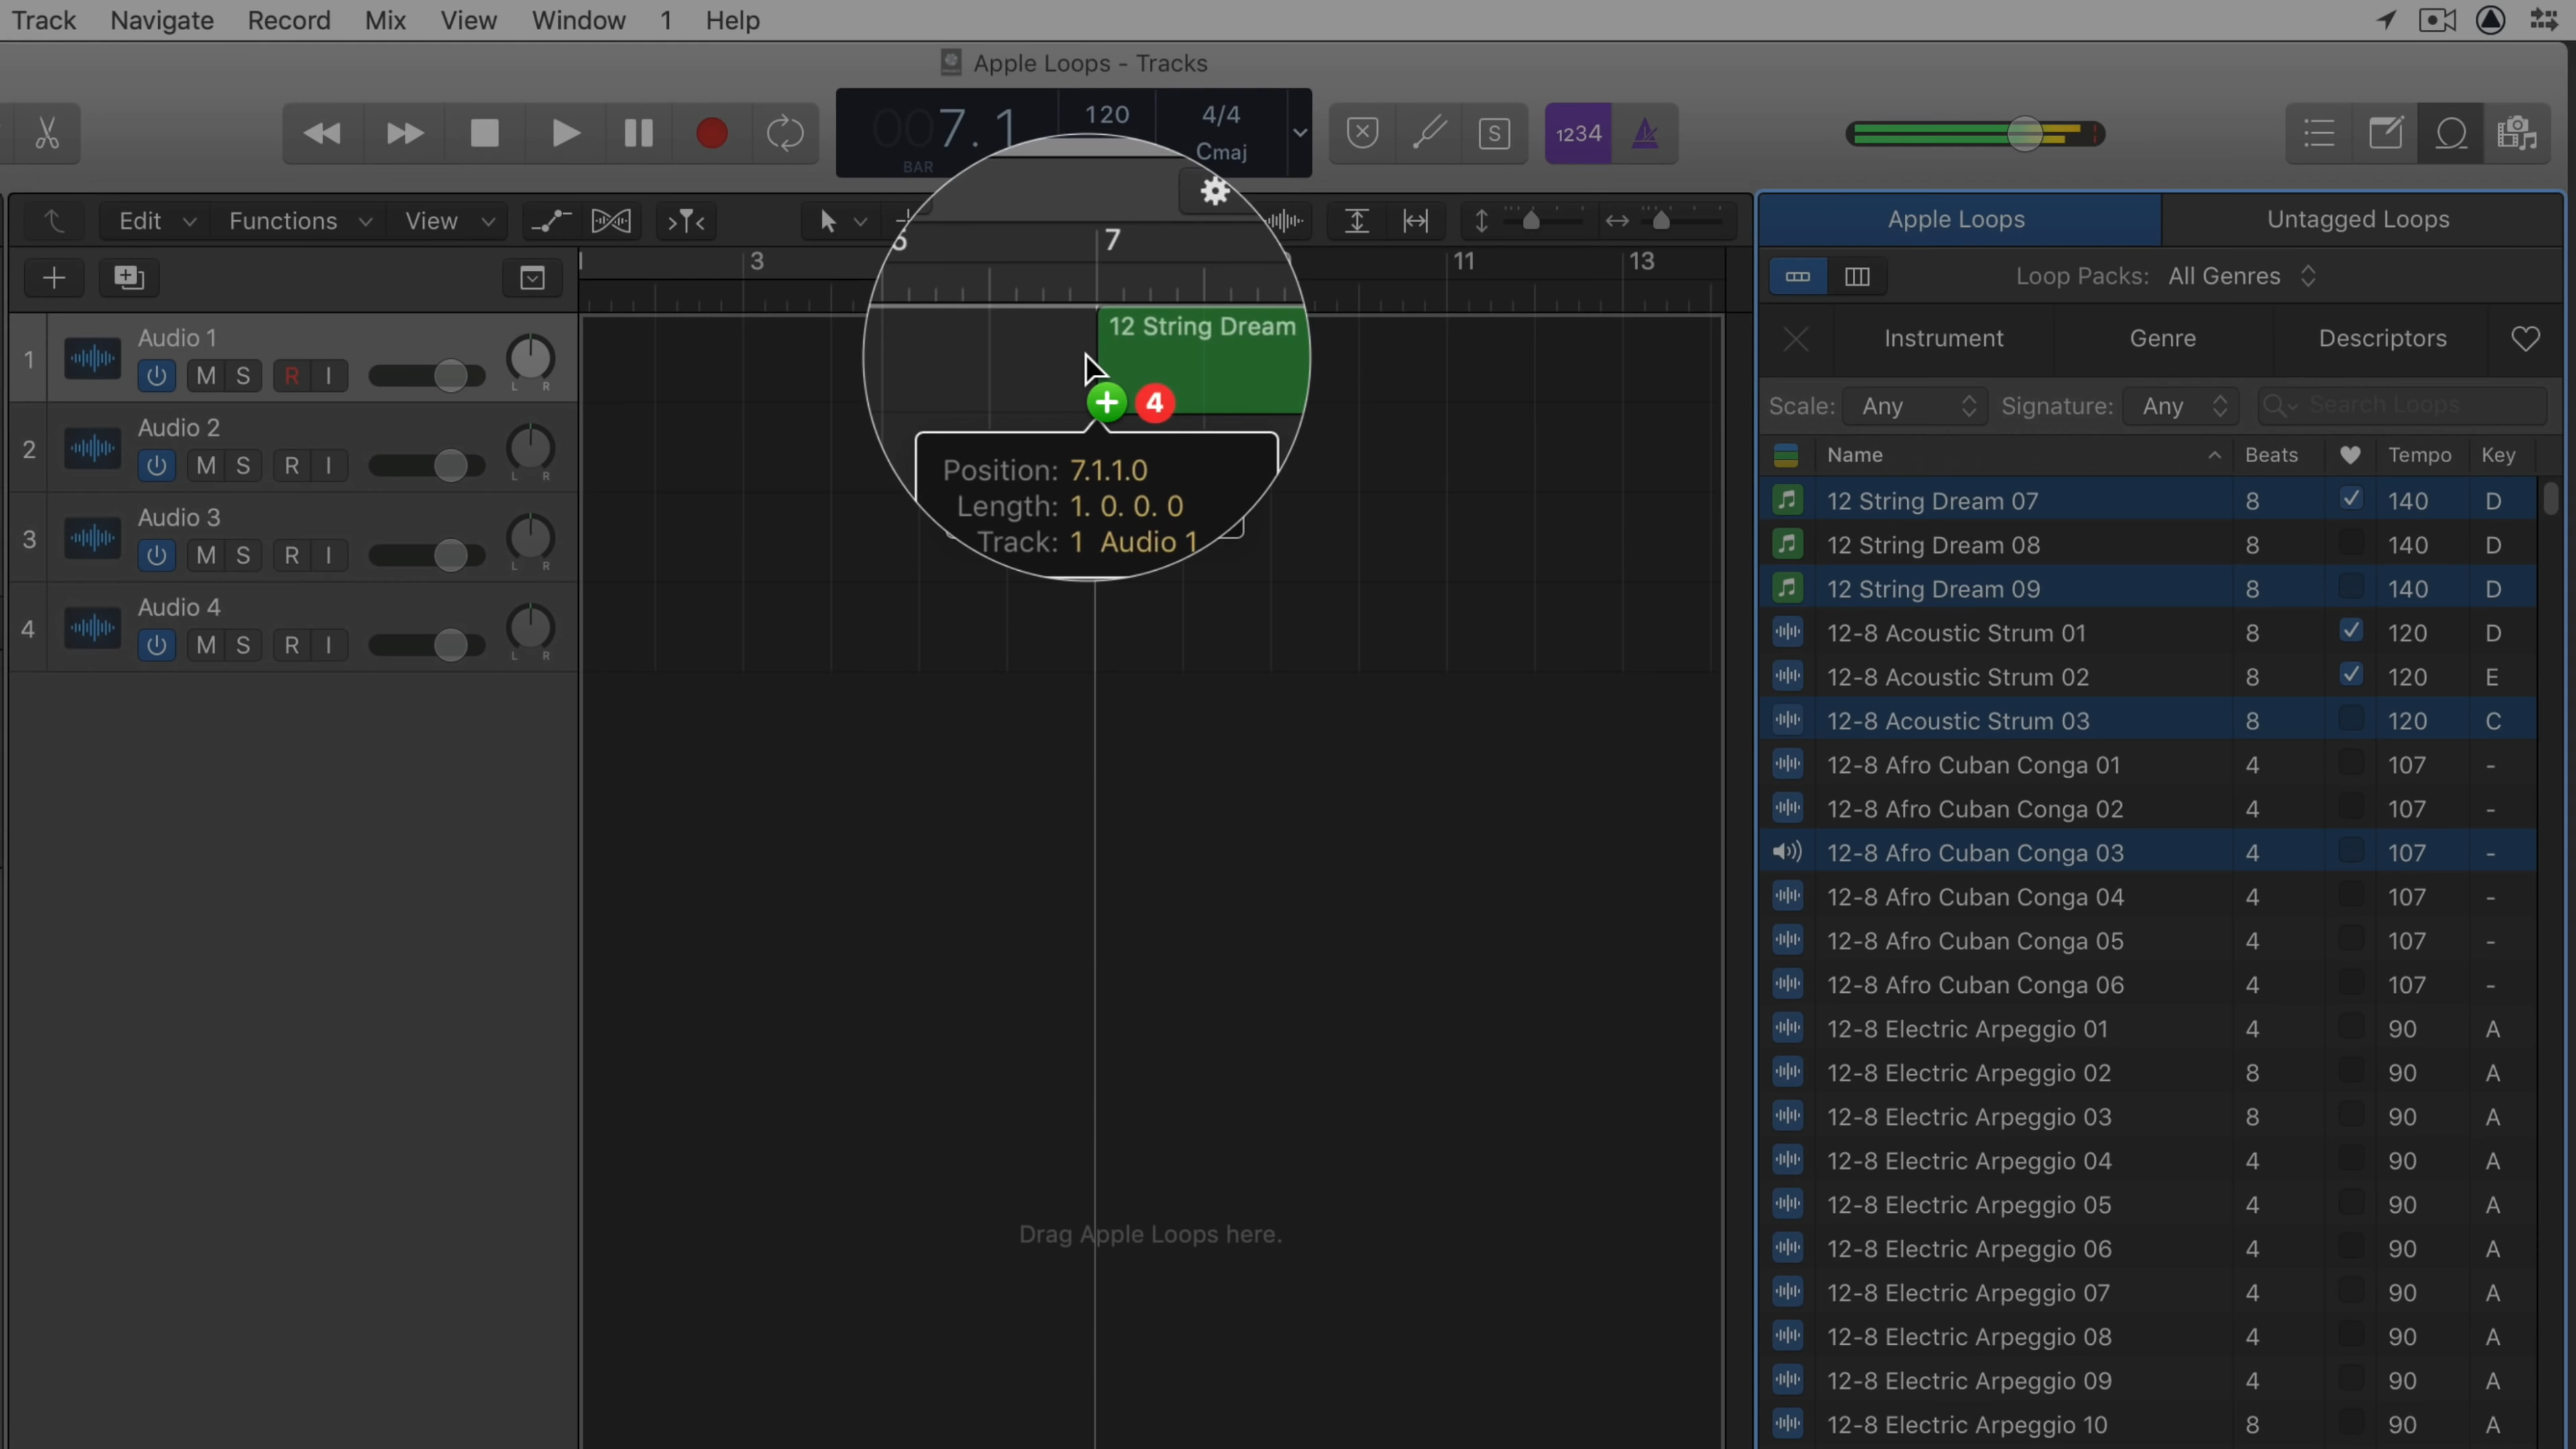 Track Navigate Record Mix View Window 1 Help
Apple Loops - Tracks
007. 1 120 4/4
BAR Cmaj
S 1234
Edit Functions View
Apple Loops Untagged Loops
7
3 11 13
Loop Packs: All Genres
Instrument Genre Descriptors
Scale: Any Signature: Any Search Loops
Name Beats Tempo Key
1 Audio 1
M S R I L R
2 Audio 2
M S R I L R
3 Audio 3
M S R I L R
4 Audio 4
M S R I L R
12 String Dream
4
Position: 7.1.1.0
Length: 1. 0. 0. 0
Track: 1 Audio 1
Drag Apple Loops here.
12 String Dream 07 8 140 D
12 String Dream 08 8 140 D
12 String Dream 09 8 140 D
12-8 Acoustic Strum 01 8 120 D
12-8 Acoustic Strum 02 8 120 E
12-8 Acoustic Strum 03 8 120 C
12-8 Afro Cuban Conga 01 4 107 -
12-8 Afro Cuban Conga 02 4 107 -
12-8 Afro Cuban Conga 03 4 107 -
12-8 Afro Cuban Conga 04 4 107 -
12-8 Afro Cuban Conga 05 4 107 -
12-8 Afro Cuban Conga 06 4 107 -
12-8 Electric Arpeggio 01 4 90 A
12-8 Electric Arpeggio 02 8 90 A
12-8 Electric Arpeggio 03 8 90 A
12-8 Electric Arpeggio 04 4 90 A
12-8 Electric Arpeggio 05 4 90 A
12-8 Electric Arpeggio 06 4 90 A
12-8 Electric Arpeggio 07 4 90 A
12-8 Electric Arpeggio 08 4 90 A
12-8 Electric Arpeggio 09 4 90 A
12-8 Electric Arpeggio 10 8 90 A